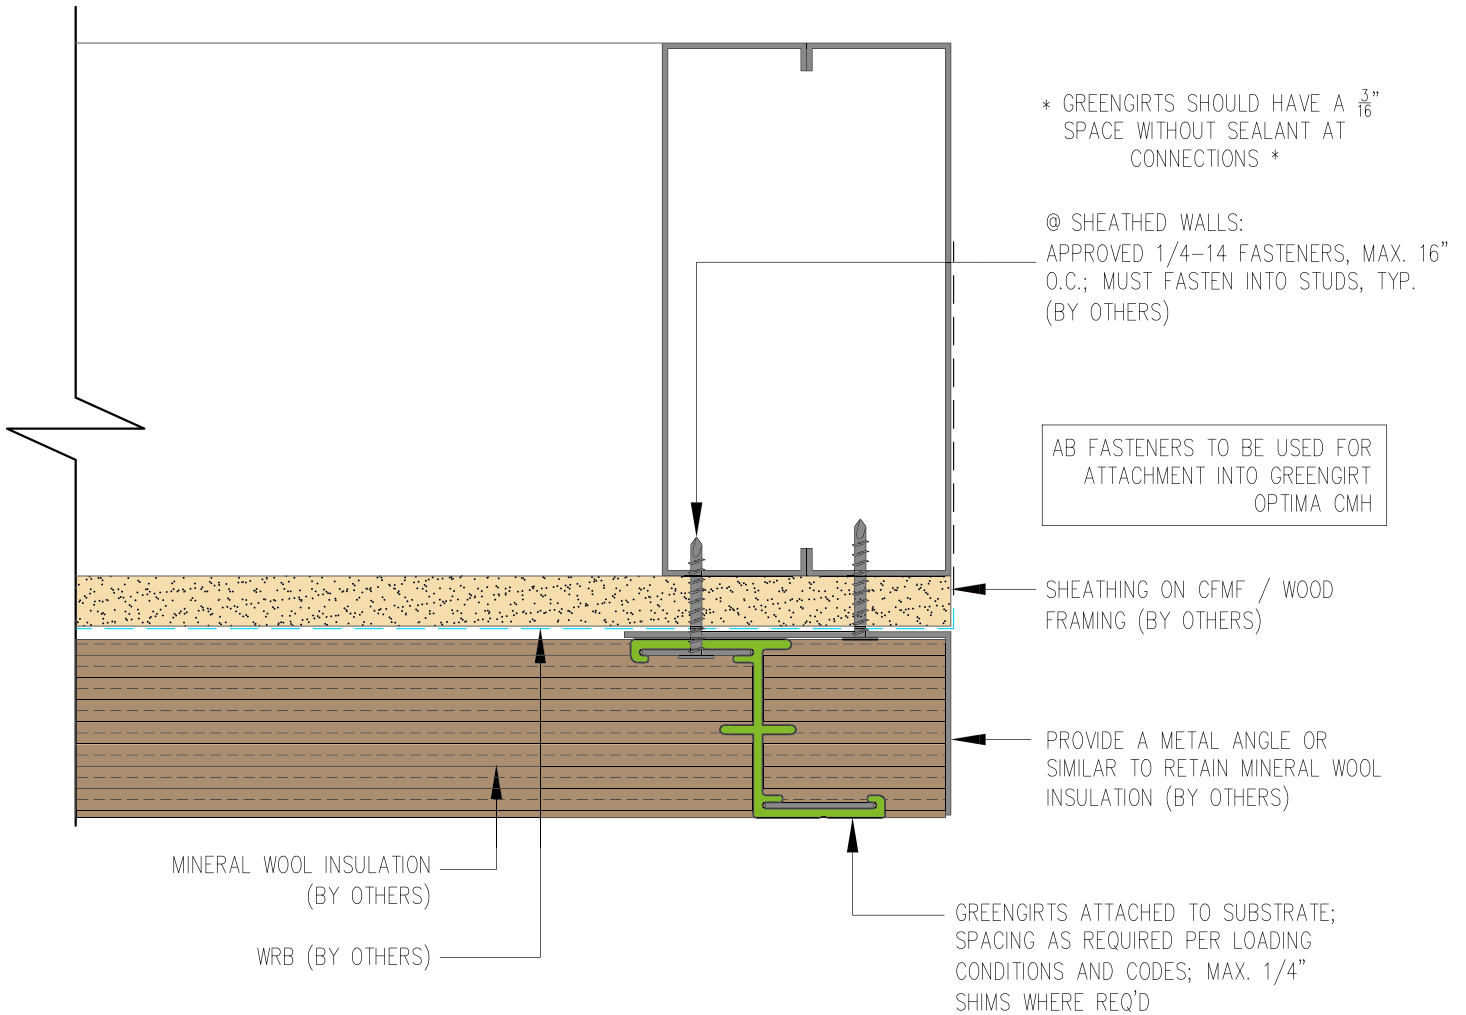 * GREENGIRTS SHOULD HAVE A 3/16"
SPACE WITHOUT SEALANT AT
CONNECTIONS *
@ SHEATHED WALLS:
APPROVED 1/4-14 FASTENERS, MAX. 16"
O.C.; MUST FASTEN INTO STUDS, TYP.
(BY OTHERS)
AB FASTENERS TO BE USED FOR
ATTACHMENT INTO GREENGIRT
OPTIMA CMH
SHEATHING ON CFMF / WOOD
FRAMING (BY OTHERS)
PROVIDE A METAL ANGLE OR
SIMILAR TO RETAIN MINERAL WOOL
INSULATION (BY OTHERS)
MINERAL WOOL INSULATION
(BY OTHERS)
WRB (BY OTHERS)
GREENGIRTS ATTACHED TO SUBSTRATE;
SPACING AS REQUIRED PER LOADING
CONDITIONS AND CODES; MAX. 1/4"
SHIMS WHERE REQ'D